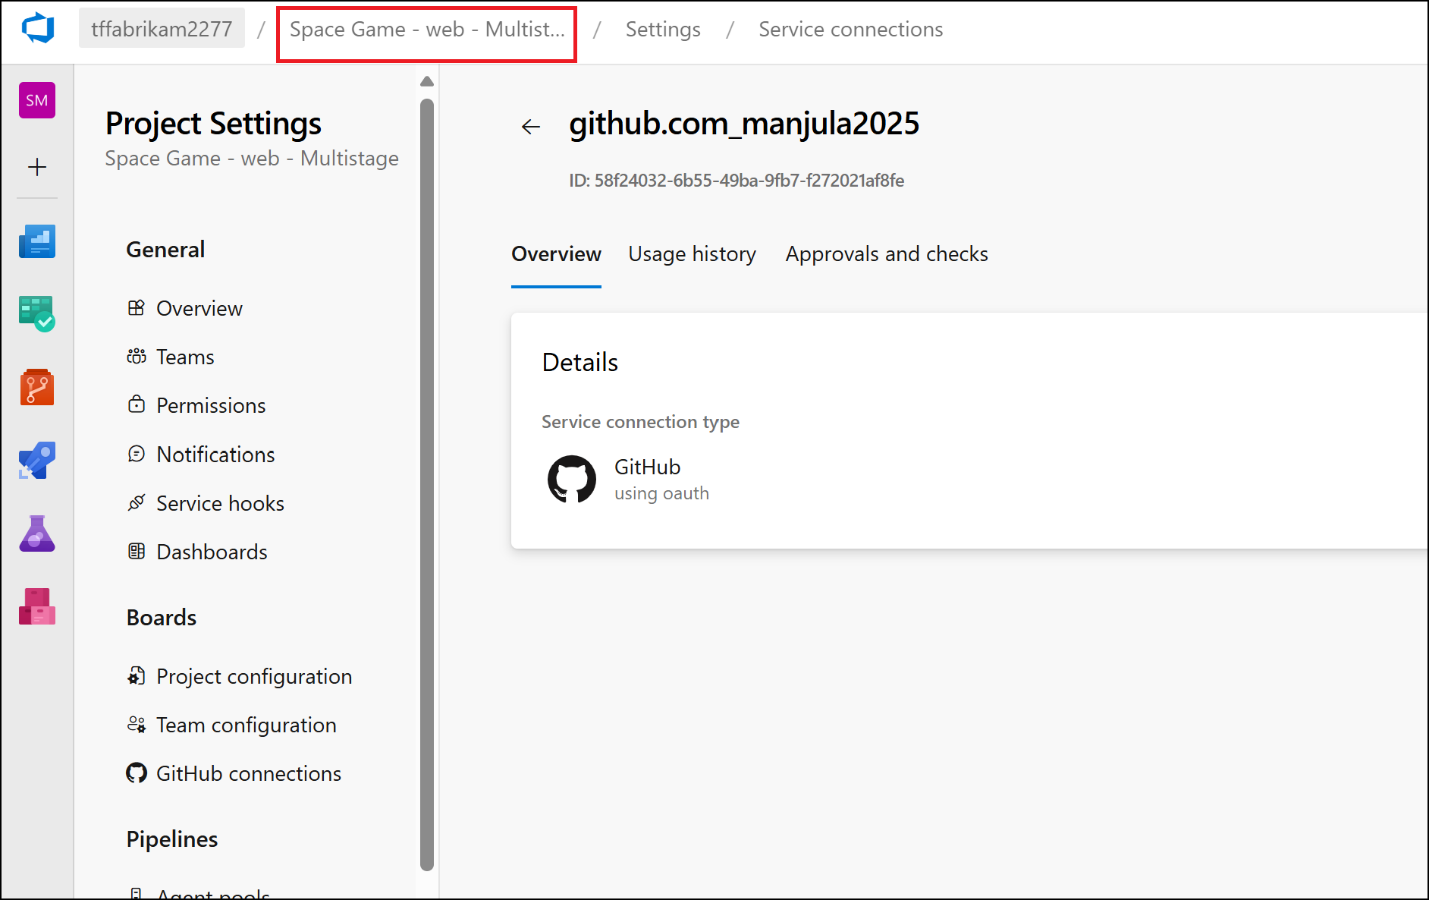 tffabrikam2277 / Space Game - web - Multist... / Settings / Service connections
SM
Project Settings
Space Game - web - Multistage
General
Overview
Teams
Permissions
Notifications
Service hooks
Dashboards
Boards
Project configuration
Team configuration
GitHub connections
Pipelines
Agent pools
github.com_manjula2025
ID: 58f24032-6b55-49ba-9fb7-f272021af8fe
Overview Usage history Approvals and checks
Details
Service connection type
GitHub
using oauth